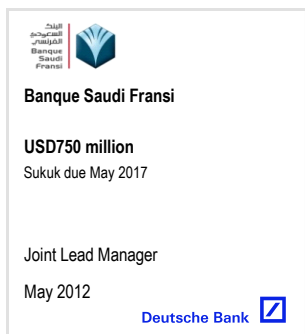 البنك
السعودي
الفرنسي
Banque
Saudi
Fransi
Banque Saudi Fransi
USD750 million
Sukuk due May 2017
Joint Lead Manager
May 2012
Deutsche Bank